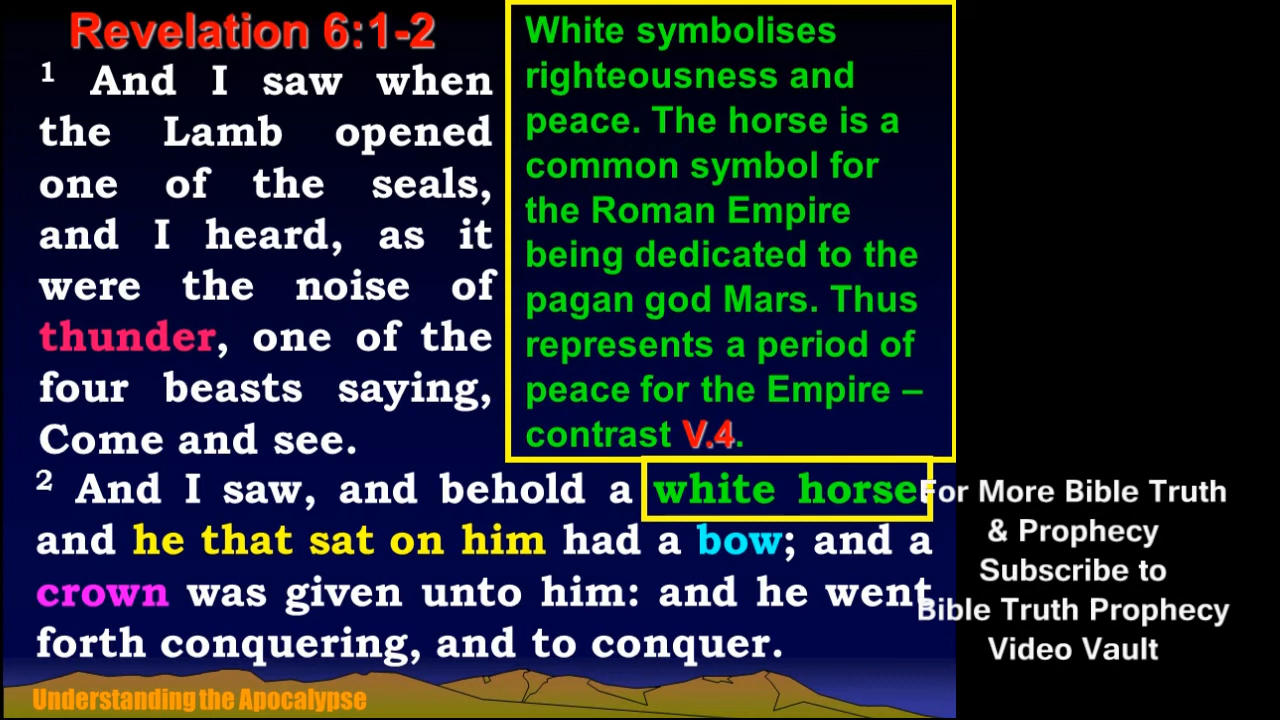 Revelation 6:1-2
1 And I saw when
the Lamb opened
one of the seals,
and I heard, as it
were the noise of
thunder, one of the
four beasts saying,
Come and see.
White symbolises
righteousness and
peace. The horse is a
common symbol for
the Roman Empire
being dedicated to the
pagan god Mars. Thus
represents a period of
peace for the Empire –
contrast V.4.
2 And I saw, and behold a white horse:
and he that sat on him had a bow; and a
crown was given unto him: and he went
forth conquering, and to conquer.
Understanding the Apocalypse
For More Bible Truth
& Prophecy
Subscribe to
Bible Truth Prophecy
Video Vault